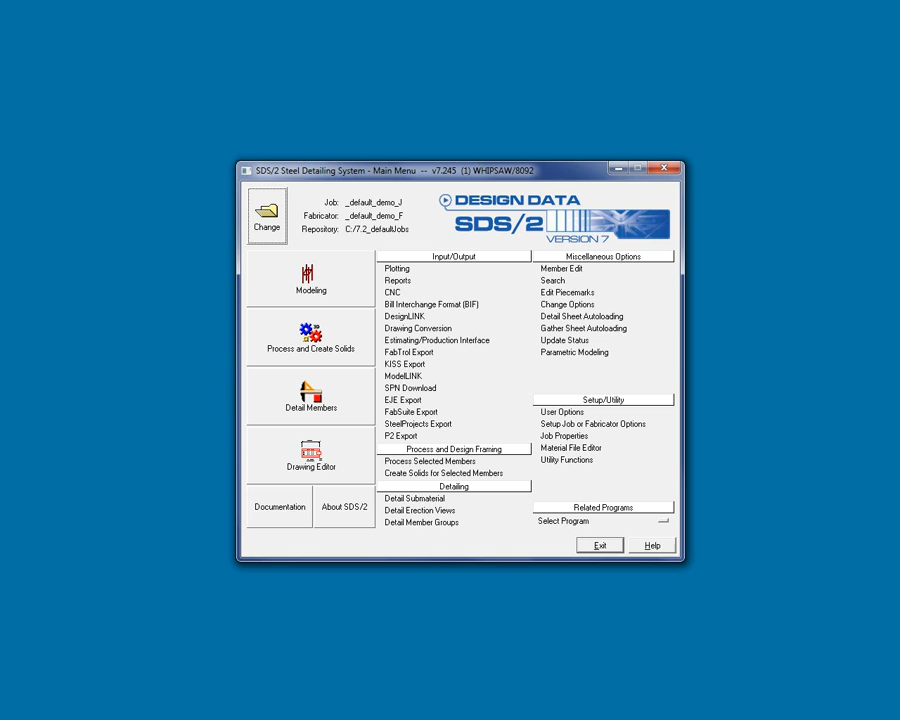 SDS/2 Steel Detailing System - Main Menu -- v7.245 (1) WHIPSAW/8092
Change
Job: _default_demo_J
Fabricator: _default_demo_F
Repository: C:/7.2_defaultJobs
DESIGN DATA
SDS/2
VERSION 7
Modeling
Process and Create Solids
Detail Members
Drawing Editor
Documentation
About SDS/2
Input/Output
Plotting
Reports
CNC
Bill Interchange Format (BIF)
DesignLINK
Drawing Conversion
Estimating/Production Interface
FabTrol Export
KISS Export
ModelLINK
SPN Download
EJE Export
FabSuite Export
SteelProjects Export
P2 Export
Process and Design Framing
Process Selected Members
Create Solids for Selected Members
Detailing
Detail Submaterial
Detail Erection Views
Detail Member Groups
Miscellaneous Options
Member Edit
Search
Edit Piecemarks
Change Options
Detail Sheet Autoloading
Gather Sheet Autoloading
Update Status
Parametric Modeling
Setup/Utility
User Options
Setup Job or Fabricator Options
Job Properties
Material File Editor
Utility Functions
Related Programs
Select Program
Exit
Help